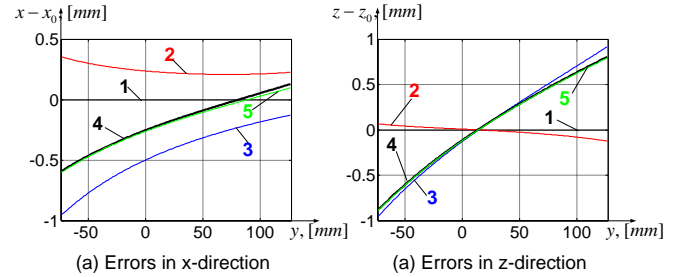 x − x₀, [mm]
0.5
0
-0.5
-1
-50 0 50 100
y, [mm]
1 2 3 4 5
(a) Errors in x-direction
z − z₀, [mm]
1
0.5
0
-0.5
-1
-50 0 50 100
y, [mm]
2 1 5 4 3
(a) Errors in z-direction